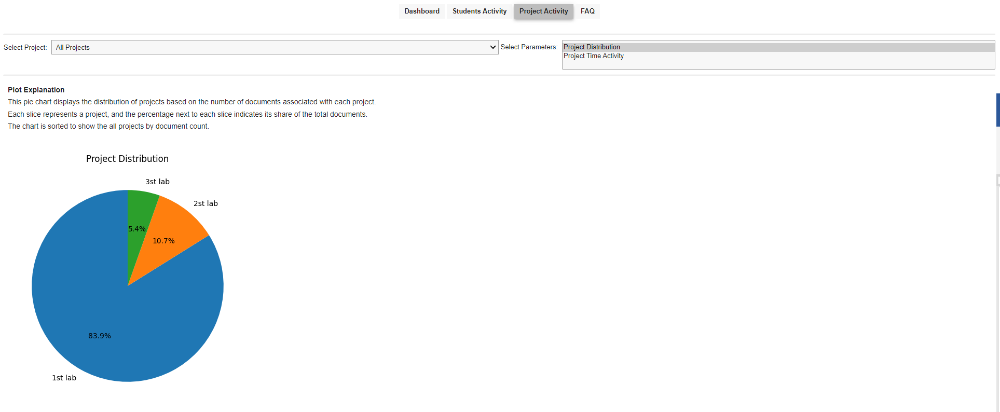 Dashboard Students Activity Project Activity FAQ
Select Project: All Projects Select Parameters: Project Distribution
Project Time Activity
Plot Explanation
This pie chart displays the distribution of projects based on the number of documents associated with each project.
Each slice represents a project, and the percentage next to each slice indicates its share of the total documents.
The chart is sorted to show the all projects by document count.
Project Distribution
3st lab
2st lab
5.4%
10.7%
83.9%
1st lab